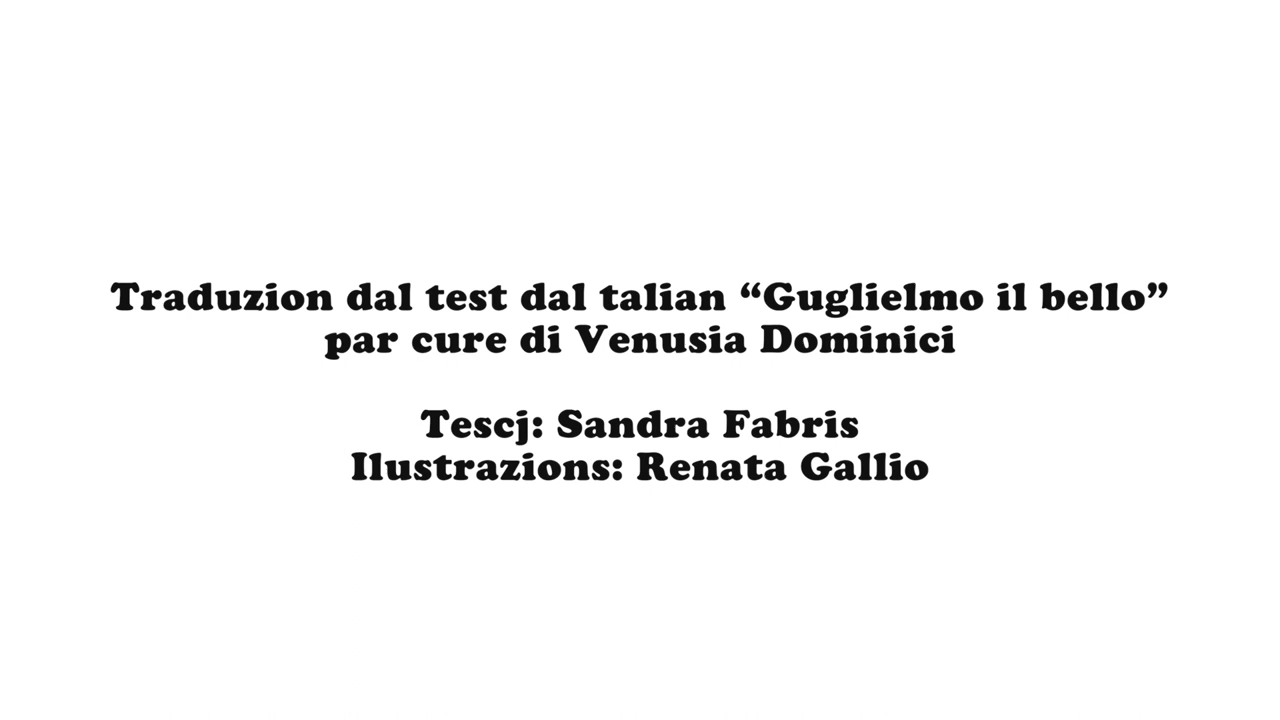 Traduzion dal test dal talian “Guglielmo il bello”
par cure di Venusia Dominici
Tescj: Sandra Fabris
Ilustrazions: Renata Gallio